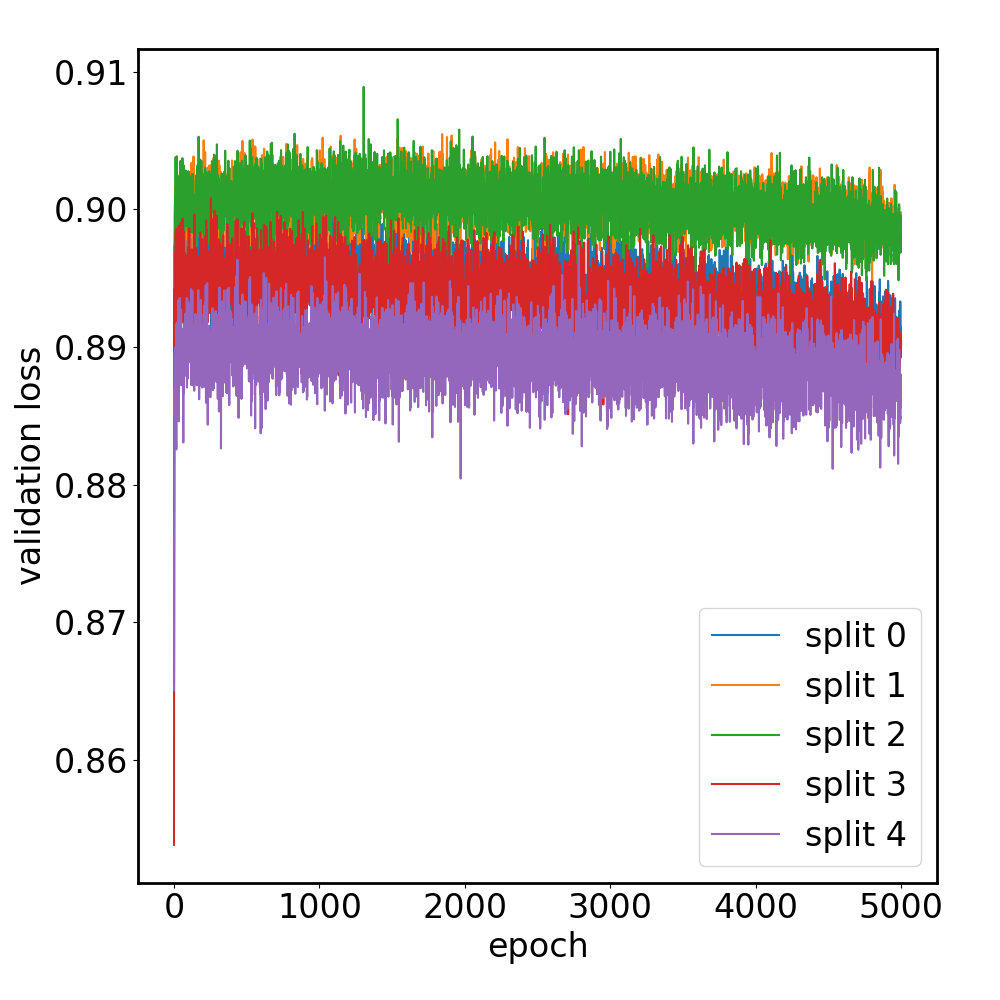 0.91
0.90
0.89
0.88
0.87
0.86
validation loss
split 0
split 1
split 2
split 3
split 4
0 1000 2000 3000 4000 5000
epoch